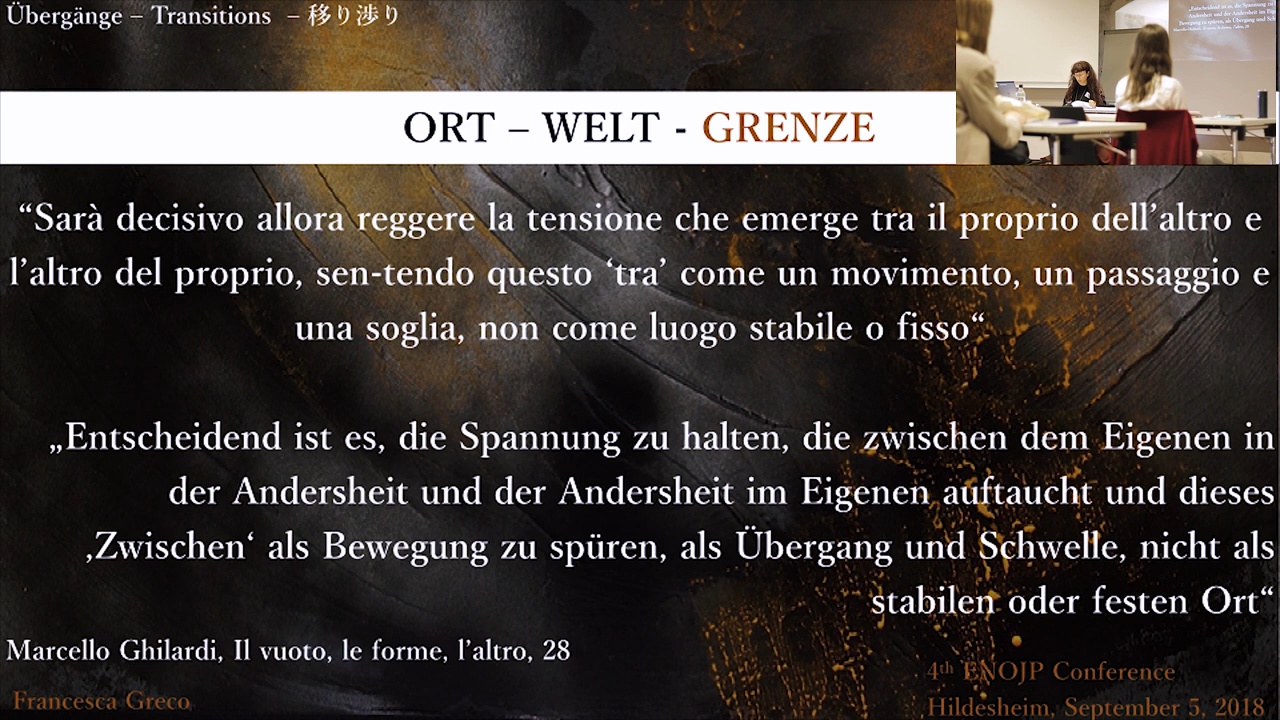 Übergänge – Transitions – 移り渉り
ORT – WELT - GRENZE
“Sarà decisivo allora reggere la tensione che emerge tra il proprio dell’altro e
l’altro del proprio, sen-tendo questo ‘tra’ come un movimento, un passaggio e
una soglia, non come luogo stabile o fisso“
„Entscheidend ist es, die Spannung zu halten, die zwischen dem Eigenen in
der Andersheit und der Andersheit im Eigenen auftaucht und dieses
‚Zwischen‘ als Bewegung zu spüren, als Übergang und Schwelle, nicht als
stabilen oder festen Ort“
Marcello Ghilardi, Il vuoto, le forme, l’altro, 28
Francesca Greco
4th ENOJP Conference
Hildesheim, September 5, 2018